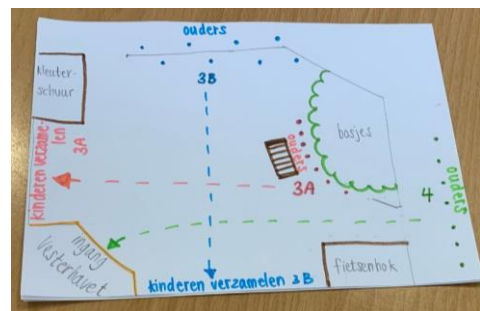 ouders
3B
kleuter-
schuur
bosjes
kinderen verzame-
len
3A
ouders
3A
4
ouders
ingang
Vesterhavet
kinderen verzamelen 3B
fietsenhok